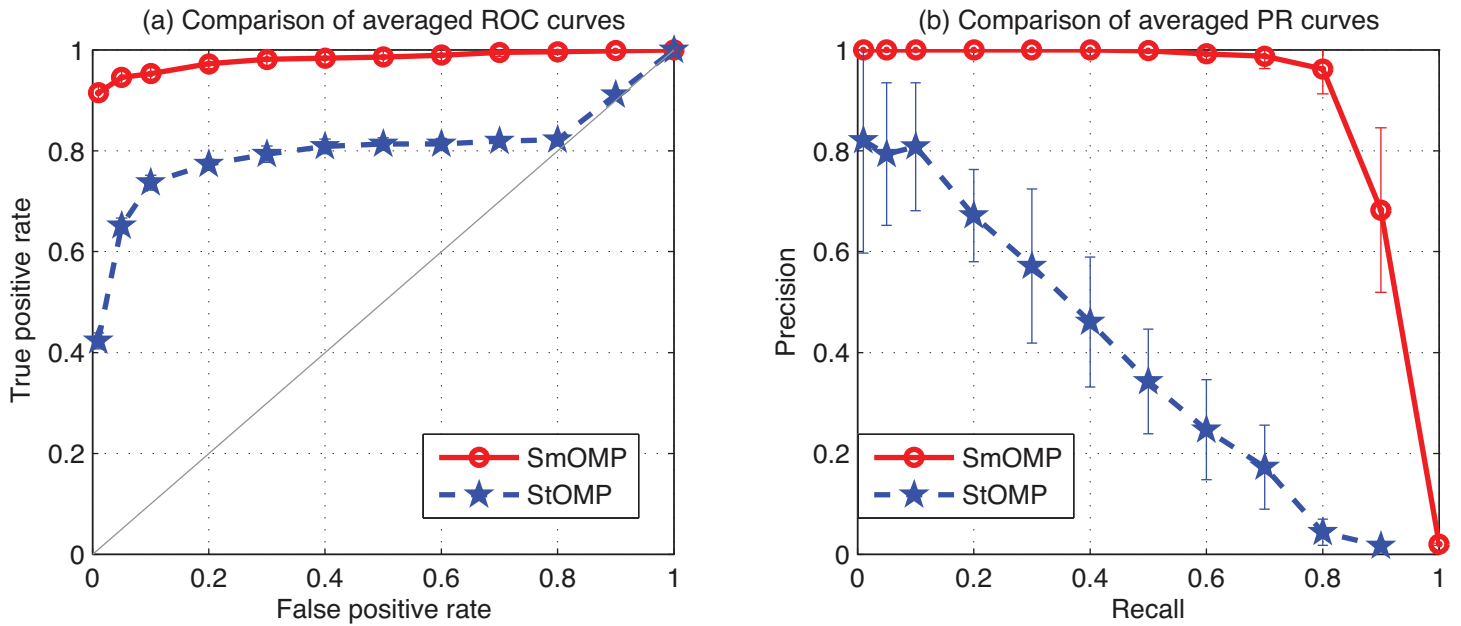 (a) Comparison of averaged ROC curves
1
0.8
0.6
0.4
0.2
0
True positive rate
0 0.2 0.4 0.6 0.8 1
False positive rate
SmOMP
StOMP
(b) Comparison of averaged PR curves
1
0.8
0.6
0.4
0.2
0
Precision
0 0.2 0.4 0.6 0.8 1
Recall
SmOMP
StOMP